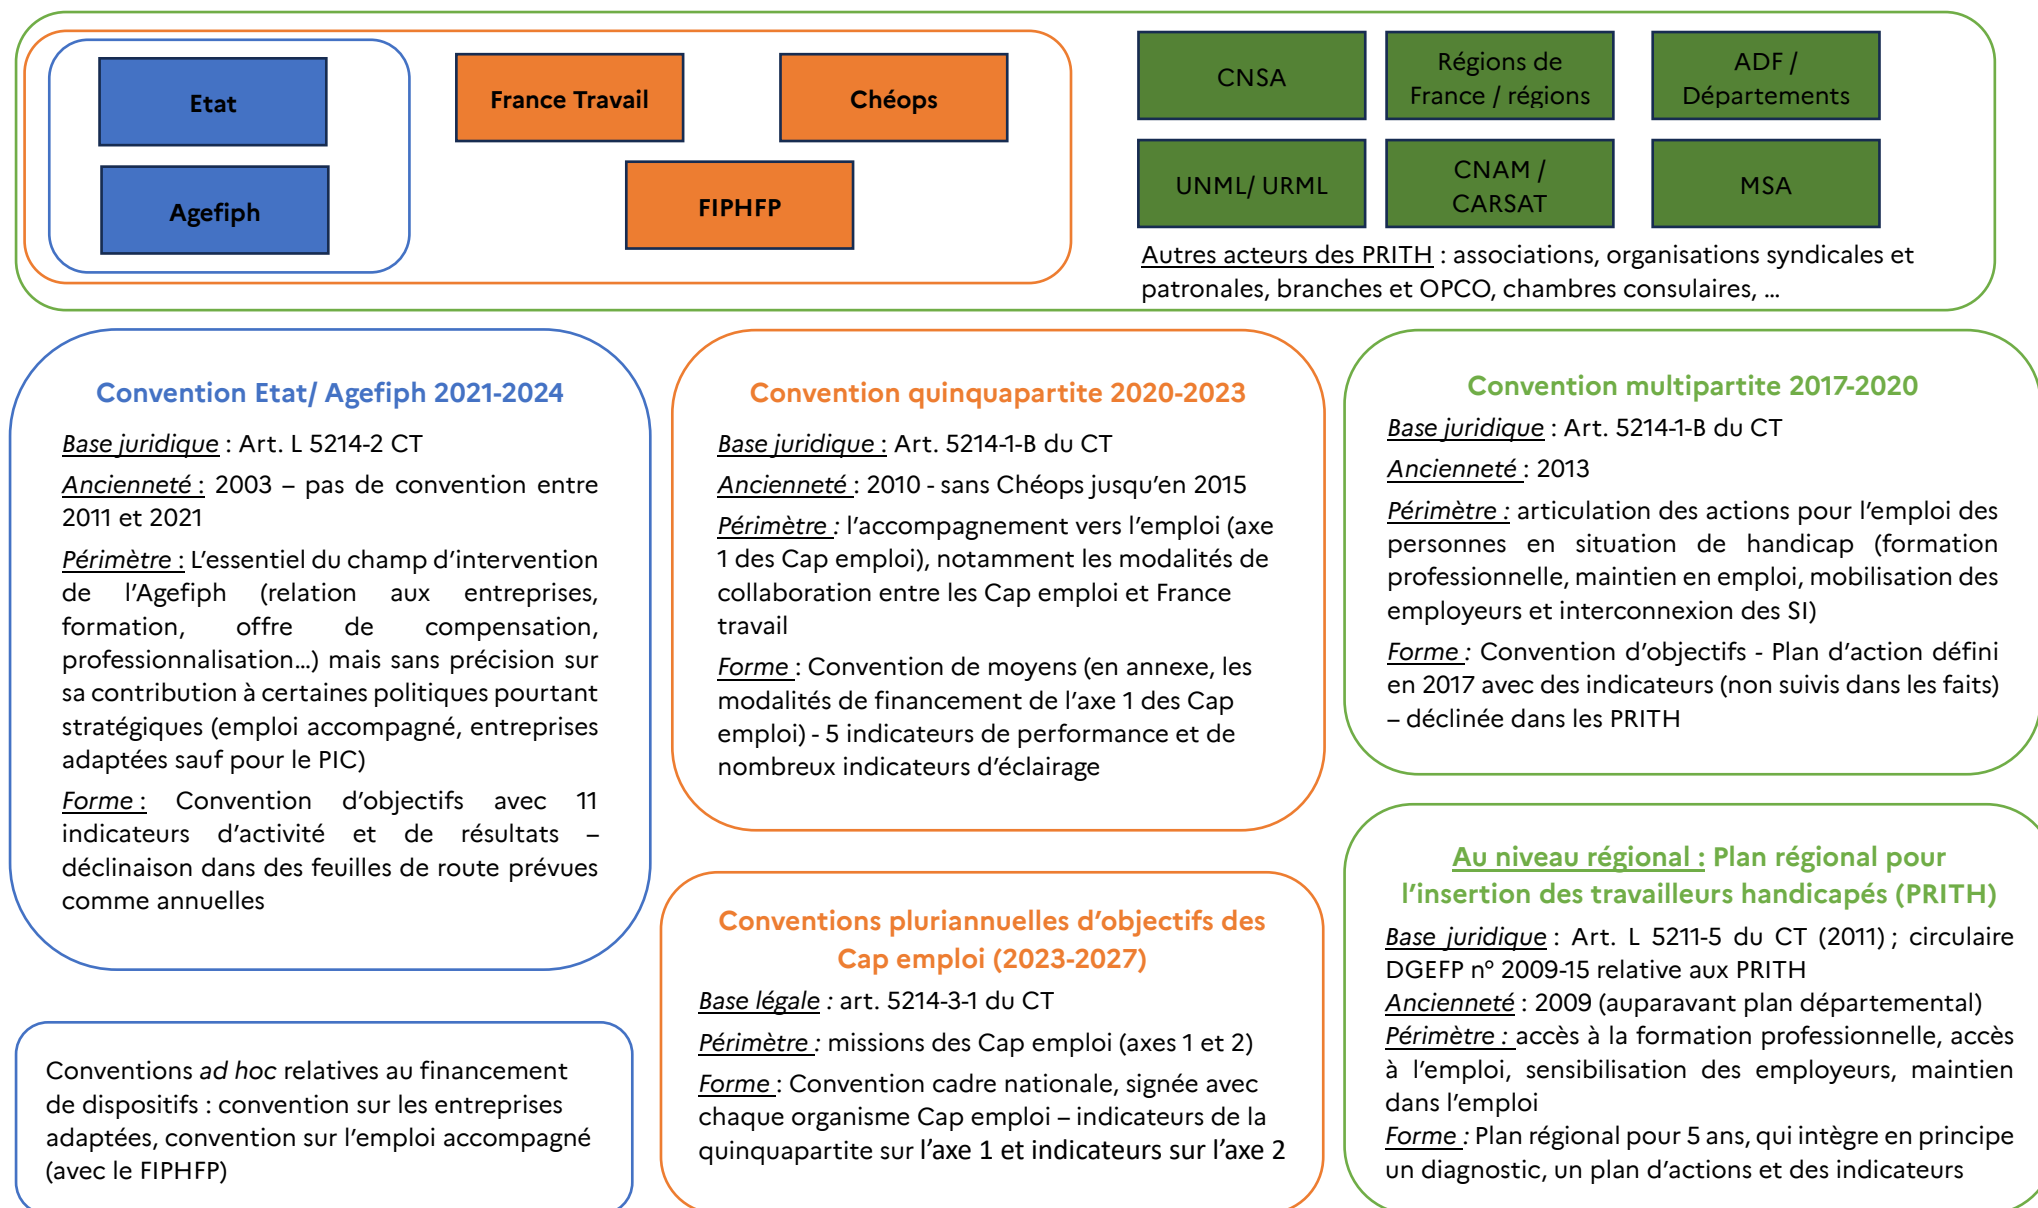 Etat
Agefiph
France Travail
Chéops
FIPHFP
CNSA
Régions de
France / régions
ADF /
Départements
UNML/ URML
CNAM /
CARSAT
MSA
Autres acteurs des PRITH : associations, organisations syndicales et
patronales, branches et OPCO, chambres consulaires, …
Convention Etat/ Agefiph 2021-2024
Base juridique : Art. L 5214-2 CT
Ancienneté : 2003 – pas de convention entre
2011 et 2021
Périmètre : L’essentiel du champ d’intervention
de l’Agefiph (relation aux entreprises,
formation, offre de compensation,
professionnalisation…) mais sans précision sur
sa contribution à certaines politiques pourtant
stratégiques (emploi accompagné, entreprises
adaptées sauf pour le PIC)
Forme : Convention d’objectifs avec 11
indicateurs d’activité et de résultats –
déclinaison dans des feuilles de route prévues
comme annuelles
Conventions ad hoc relatives au financement
de dispositifs : convention sur les entreprises
adaptées, convention sur l’emploi accompagné
(avec le FIPHFP)
Convention quinquapartite 2020-2023
Base juridique : Art. 5214-1-B du CT
Ancienneté : 2010 - sans Chéops jusqu’en 2015
Périmètre : l’accompagnement vers l’emploi (axe
1 des Cap emploi), notamment les modalités de
collaboration entre les Cap emploi et France
travail
Forme : Convention de moyens (en annexe, les
modalités de financement de l’axe 1 des Cap
emploi) - 5 indicateurs de performance et de
nombreux indicateurs d’éclairage
Conventions pluriannuelles d’objectifs des
Cap emploi (2023-2027)
Base légale : art. 5214-3-1 du CT
Périmètre : missions des Cap emploi (axes 1 et 2)
Forme : Convention cadre nationale, signée avec
chaque organisme Cap emploi – indicateurs de la
quinquapartite sur l’axe 1 et indicateurs sur l’axe 2
Convention multipartite 2017-2020
Base juridique : Art. 5214-1-B du CT
Ancienneté : 2013
Périmètre : articulation des actions pour l’emploi des
personnes en situation de handicap (formation
professionnelle, maintien en emploi, mobilisation des
employeurs et interconnexion des SI)
Forme : Convention d’objectifs - Plan d’action défini
en 2017 avec des indicateurs (non suivis dans les faits)
– déclinée dans les PRITH
Au niveau régional : Plan régional pour
l’insertion des travailleurs handicapés (PRITH)
Base juridique : Art. L 5211-5 du CT (2011) ; circulaire
DGEFP n° 2009-15 relative aux PRITH
Ancienneté : 2009 (auparavant plan départemental)
Périmètre : accès à la formation professionnelle, accès
à l’emploi, sensibilisation des employeurs, maintien
dans l’emploi
Forme : Plan régional pour 5 ans, qui intègre en principe
un diagnostic, un plan d’actions et des indicateurs